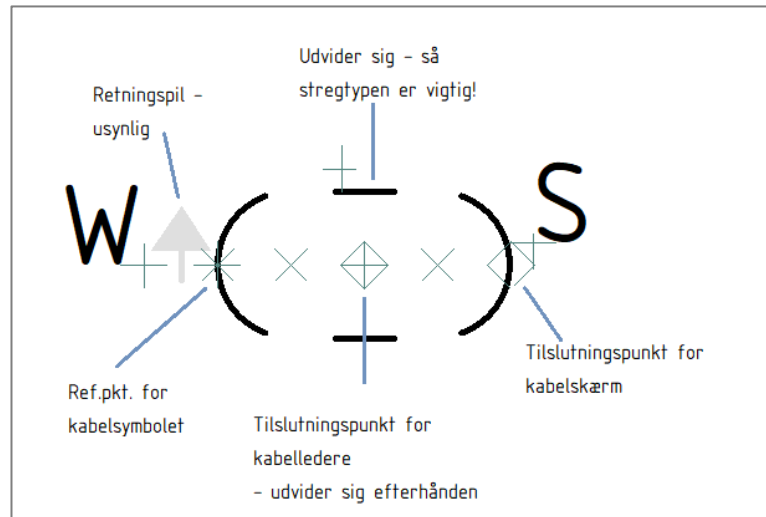 Udvider sig - så
stregtypen er vigtig!
Retningspil -
usynlig
W
S
Ref.pkt. for
kabelsymbolet
Tilslutningspunkt for
kabelledere
- udvider sig efterhånden
Tilslutningspunkt for
kabelskærm